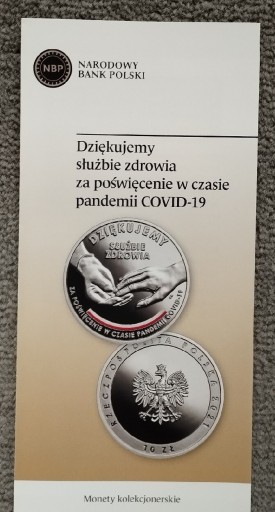 NBP
NARODOWY
BANK POLSKI
Dziękujemy
służbie zdrowia
za poświęcenie w czasie
pandemii COVID-19
DZIĘKUJEMY
SŁUŻBIE
ZDROWIA
ZA POŚWIĘCENIE W CZASIE PANDEMII COVID-19
RZECZPOSPOLITA POLSKA 2021
10 ZŁ
Monety kolekcjonerskie